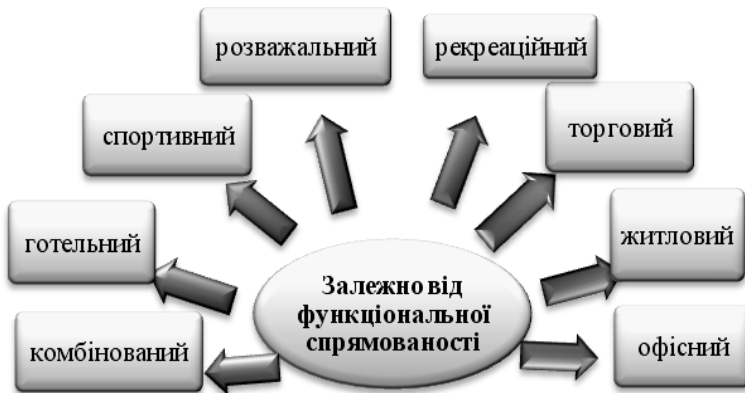 розважальний
рекреаційний
спортивний
торговий
готельний
житловий
Залежно від
функціональної
спрямованості
комбінований
офісний